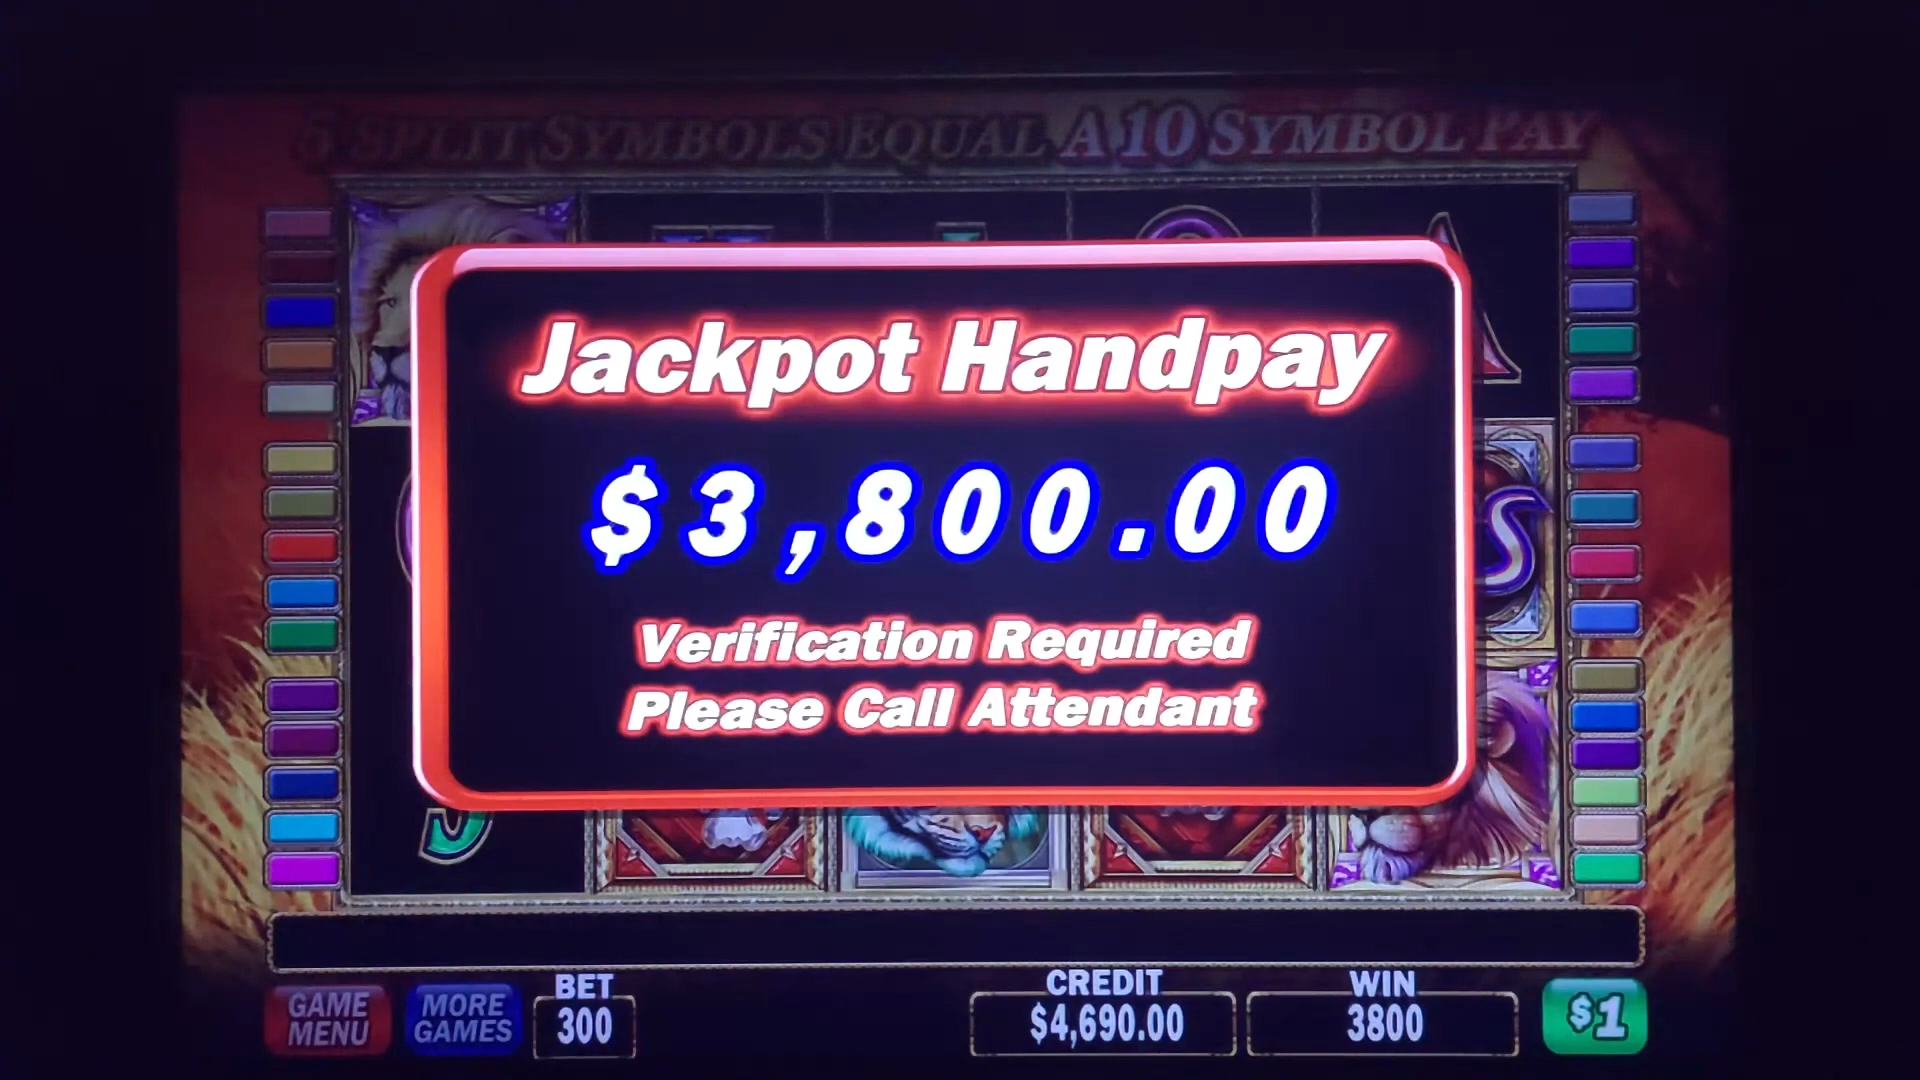 5 SPLIT SYMBOLS EQUAL A 10 SYMBOL PAY
Jackpot Handpay
$3,800.00
Verification Required
Please Call Attendant
GAME
MENU
MORE
GAMES
BET
300
CREDIT
$4,690.00
WIN
3800
$1